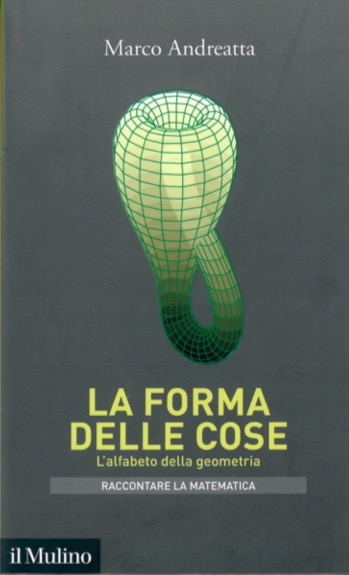 Marco Andreatta
LA FORMA
DELLE COSE
L'alfabeto della geometria
RACCONTARE LA MATEMATICA
il Mulino